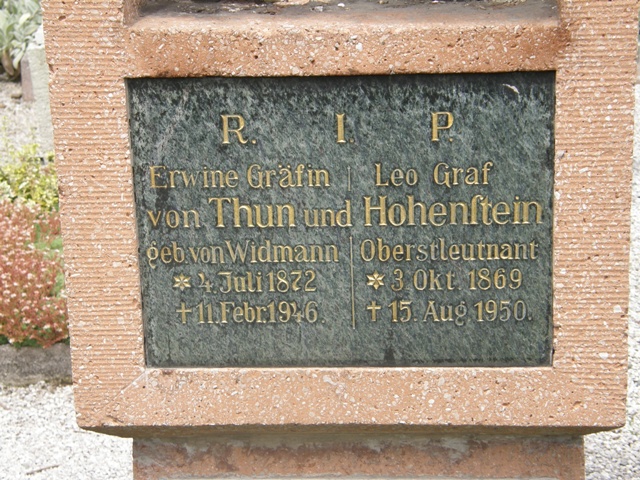 R. I. P.
Erwine Gräfin | Leo Graf
von Thun und Hohenſtein
geb. von Widmann | Oberstleutnant
* 4. Juli 1872 * 3. Okt. 1869
† 11. Febr. 1946. † 15. Aug 1950.